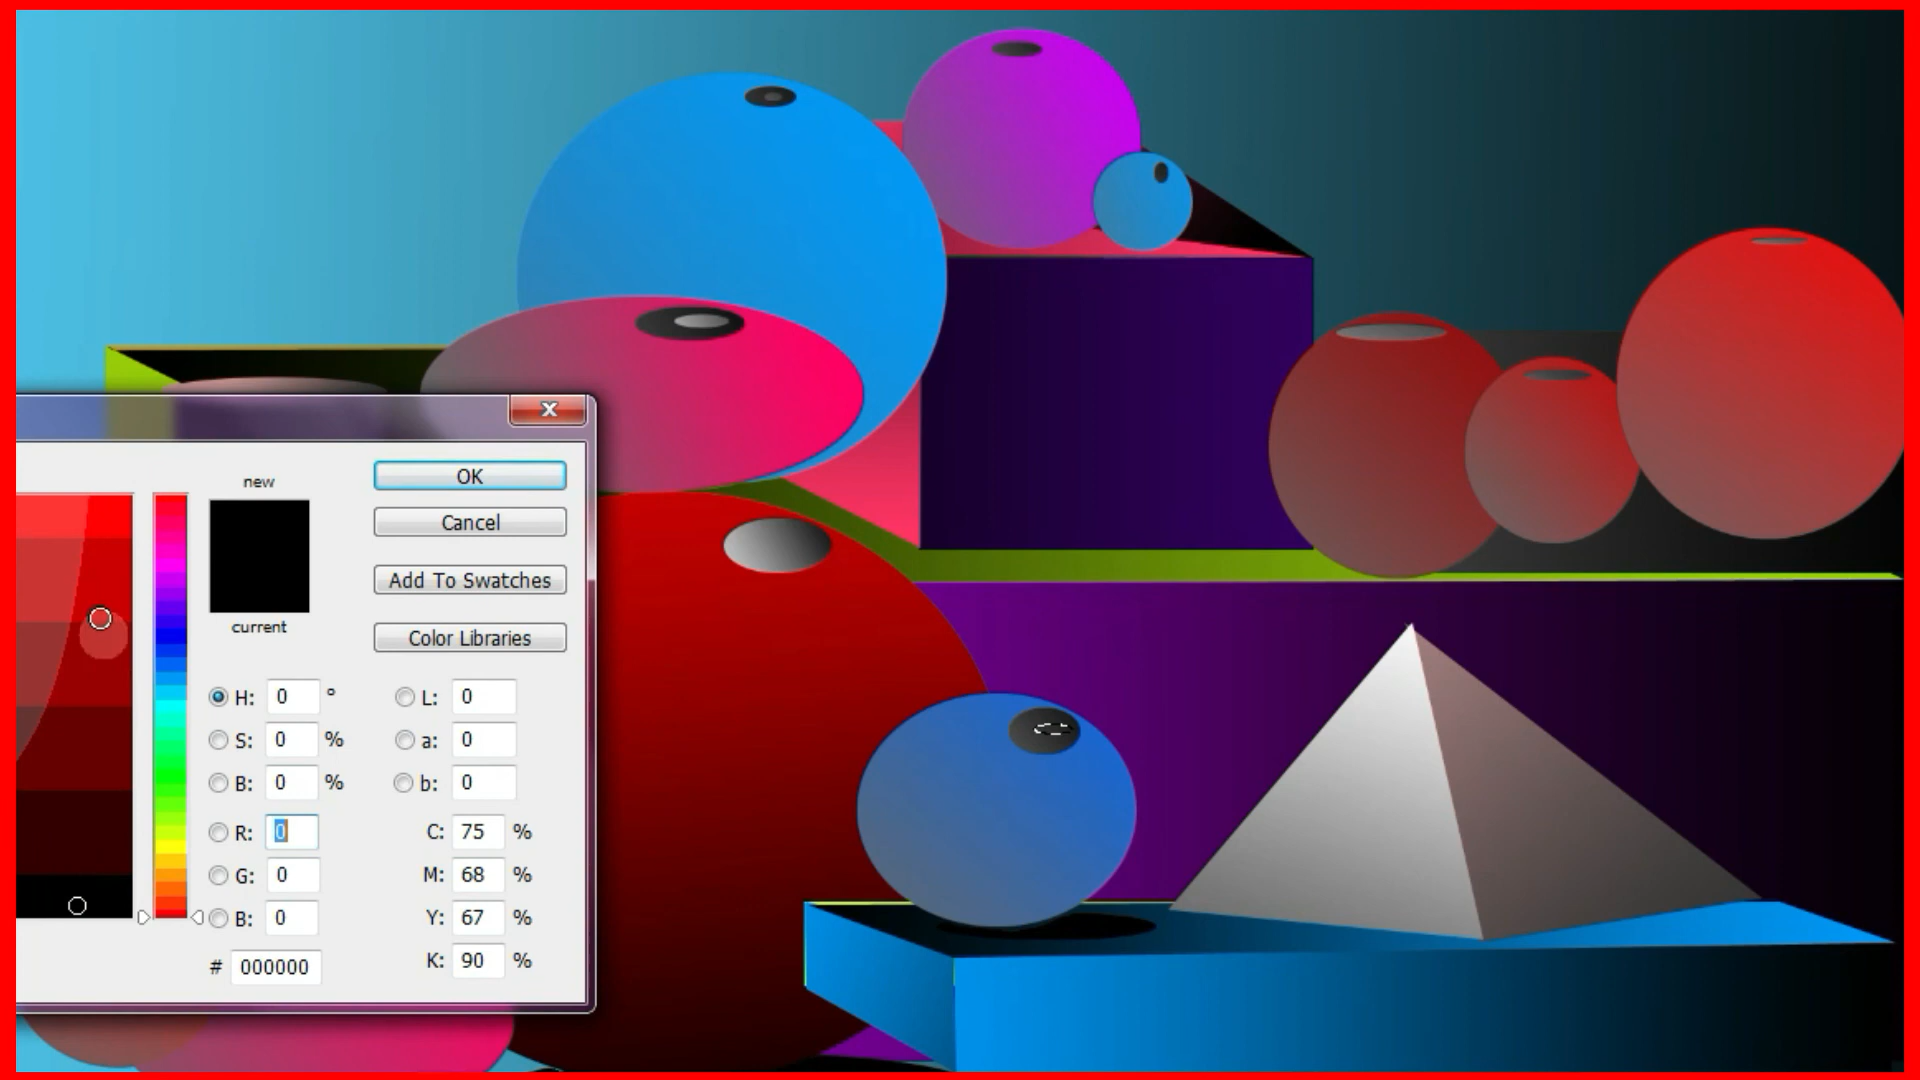 new
OK
Cancel
Add To Swatches
current
Color Libraries
H: 0 °
L: 0
S: 0 %
a: 0
B: 0 %
b: 0
R: 0
C: 75 %
G: 0
M: 68 %
B: 0
Y: 67 %
# 000000
K: 90 %